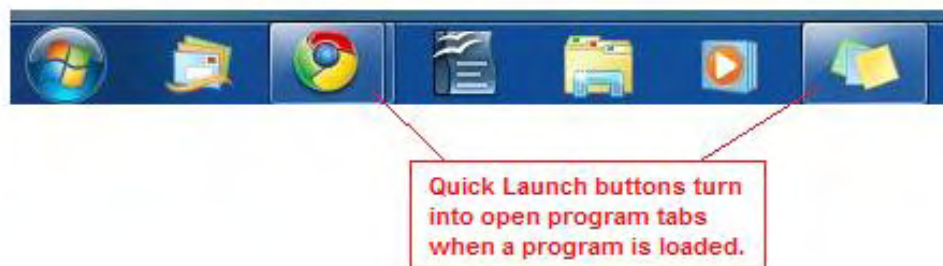 Quick Launch buttons turn
into open program tabs
when a program is loaded.